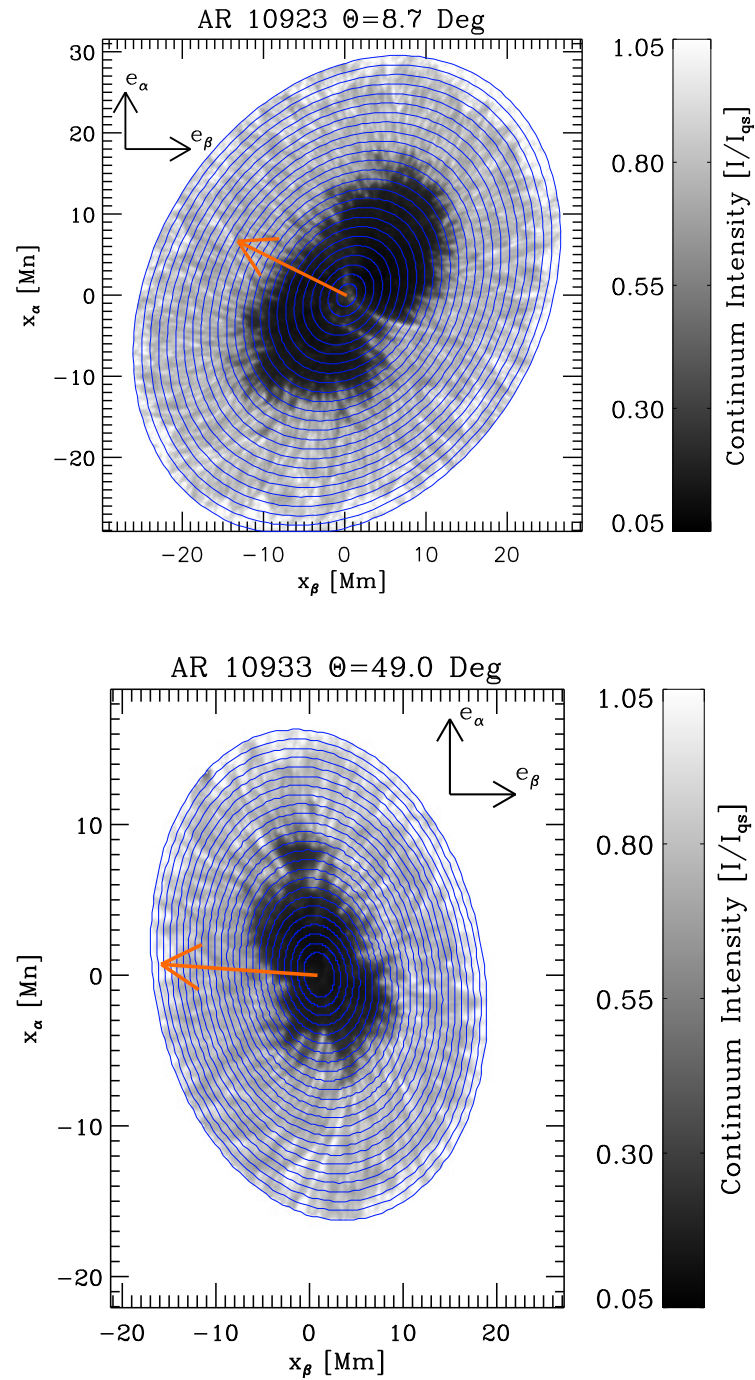 AR 10923 Θ=8.7 Deg
30
20
10
0
−10
−20
x_α [Mn]
e_α
e_β
−20 −10 0 10 20
x_β [Mm]
1.05
0.80
0.55
0.30
0.05
Continuum Intensity [I/I_qs]
AR 10933 Θ=49.0 Deg
10
0
−10
−20
x_α [Mn]
e_α
e_β
−20 −10 0 10 20
x_β [Mm]
1.05
0.80
0.55
0.30
0.05
Continuum Intensity [I/I_qs]